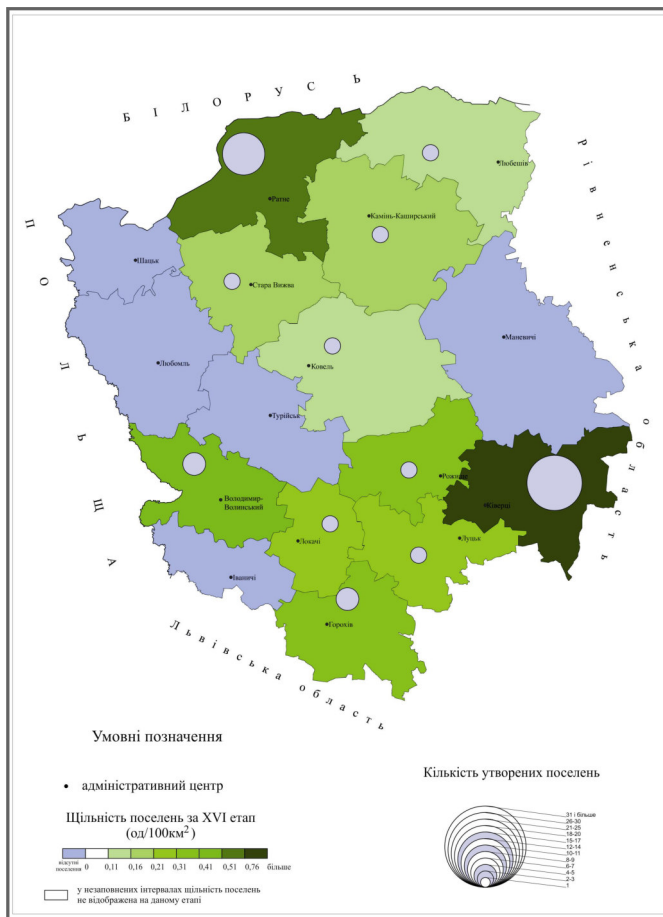 БІЛОРУСЬ
Рівненська область
ПОЛЬЩА
Любешів
Ратне
Камінь-Каширський
Шацьк
Стара Вижва
Маневичі
Любомль
Ковель
Турійськ
Рожище
Володимир-
Волинський
Ківерці
Локачі
Луцьк
Іваничі
Горохів
Львівська область
Умовні позначення
• адміністративний центр
Щільність поселень за XVI етап
(од/100км²)
відсутні
поселення
0 0,11 0,16 0,21 0,31 0,41 0,51 0,76 більше
у незаповнених інтервалах щільність поселень
не відображена на даному етапі
Кількість утворених поселень
31 і більше
26-30
21-25
18-20
15-17
12-14
10-11
8-9
6-7
4-5
2-3
1